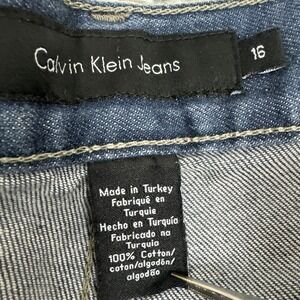 Calvin Klein Jeans
16
Made in Turkey
Fabriqué en
Turquie
Hecho en Turquía
Fabricado na
Turquia
100% Cotton/
coton/algodón/
algodão